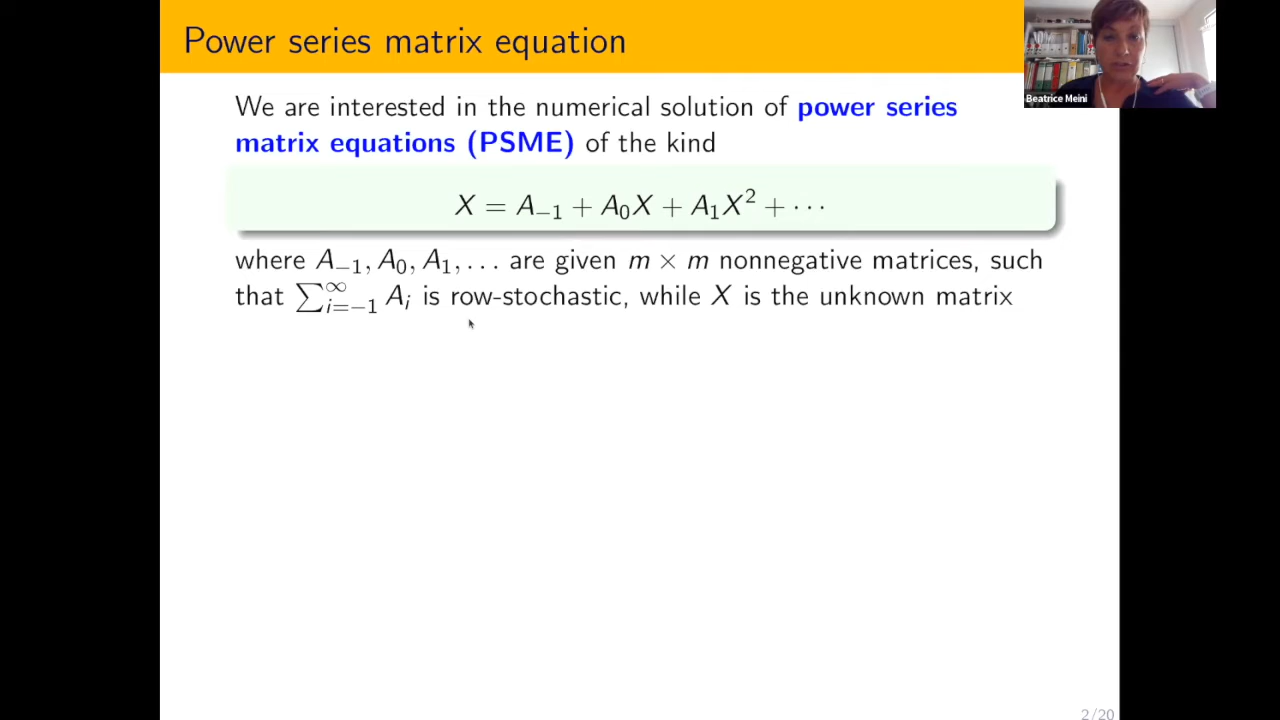 Power series matrix equation
Beatrice Meini
We are interested in the numerical solution of power series
matrix equations (PSME) of the kind
X = A₋₁ + A₀X + A₁X² + ⋯
where A₋₁, A₀, A₁, … are given m × m nonnegative matrices, such
that ∑_{i=−1}^{∞} A_i is row-stochastic, while X is the unknown matrix
2/20